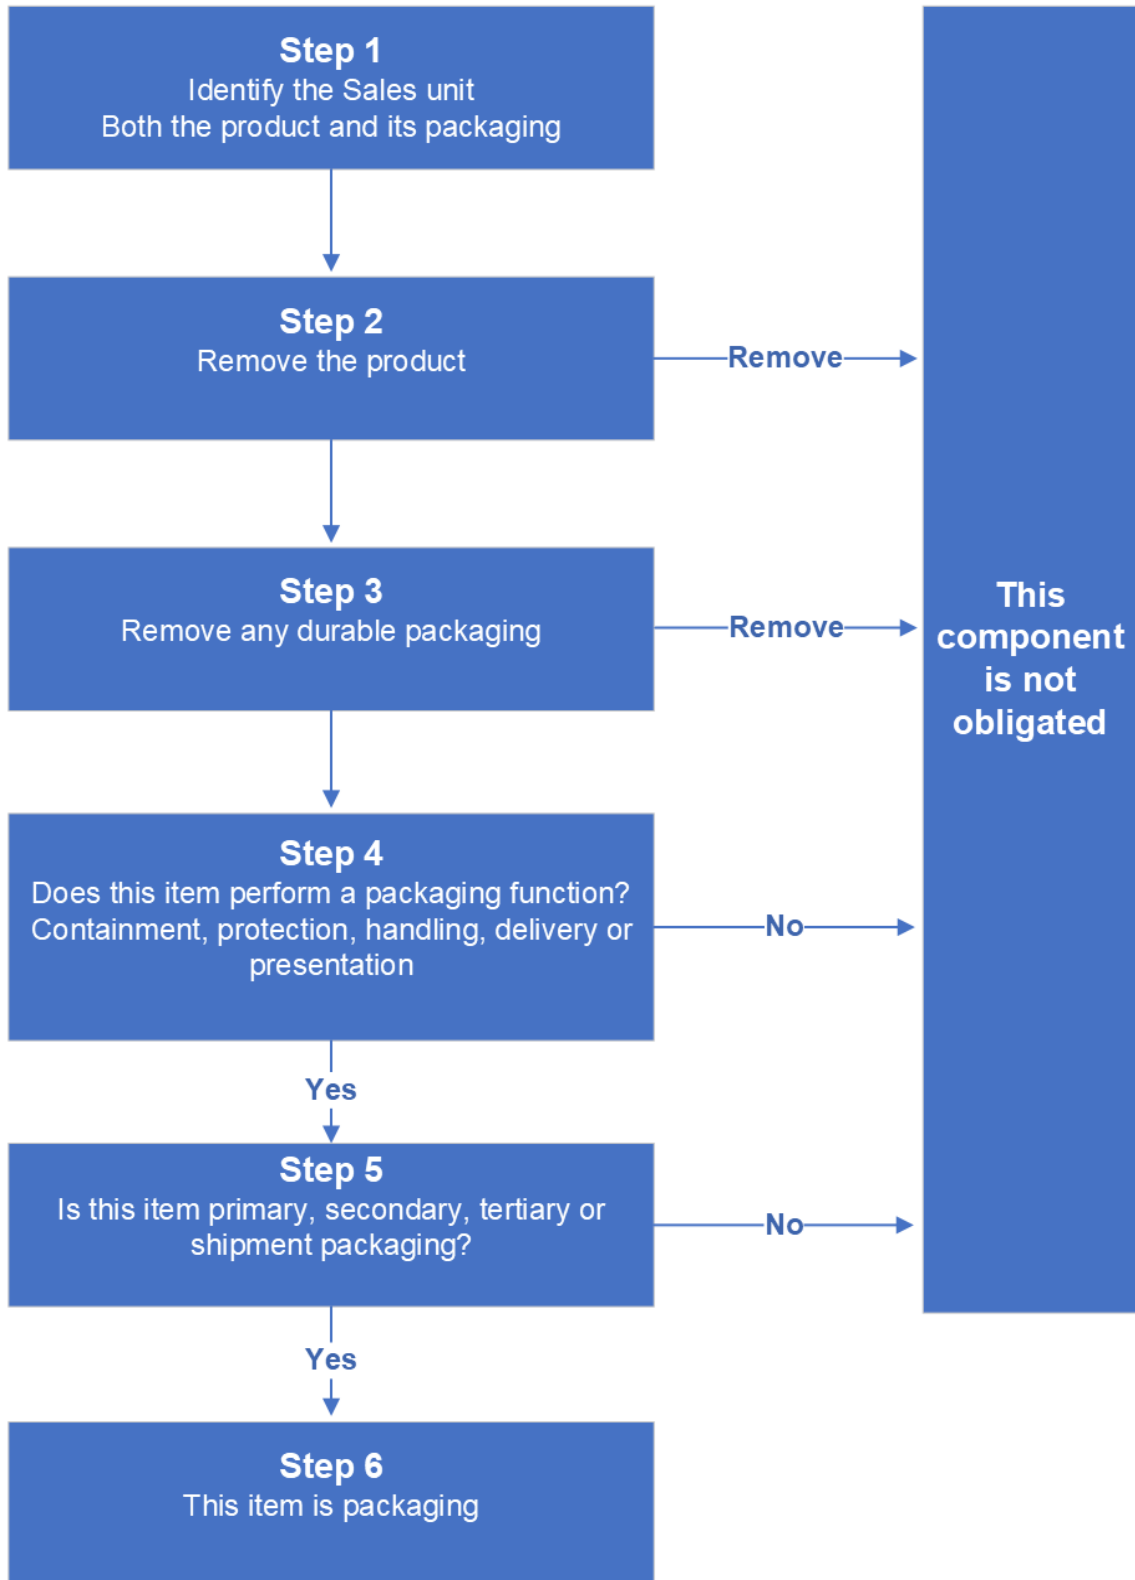 Step 1
Identify the Sales unit
Both the product and its packaging
Step 2
Remove the product
Remove
Step 3
Remove any durable packaging
Remove
This
component
is not
obligated
Step 4
Does this item perform a packaging function?
Containment, protection, handling, delivery or
presentation
No
Yes
Step 5
Is this item primary, secondary, tertiary or
shipment packaging?
No
Yes
Step 6
This item is packaging